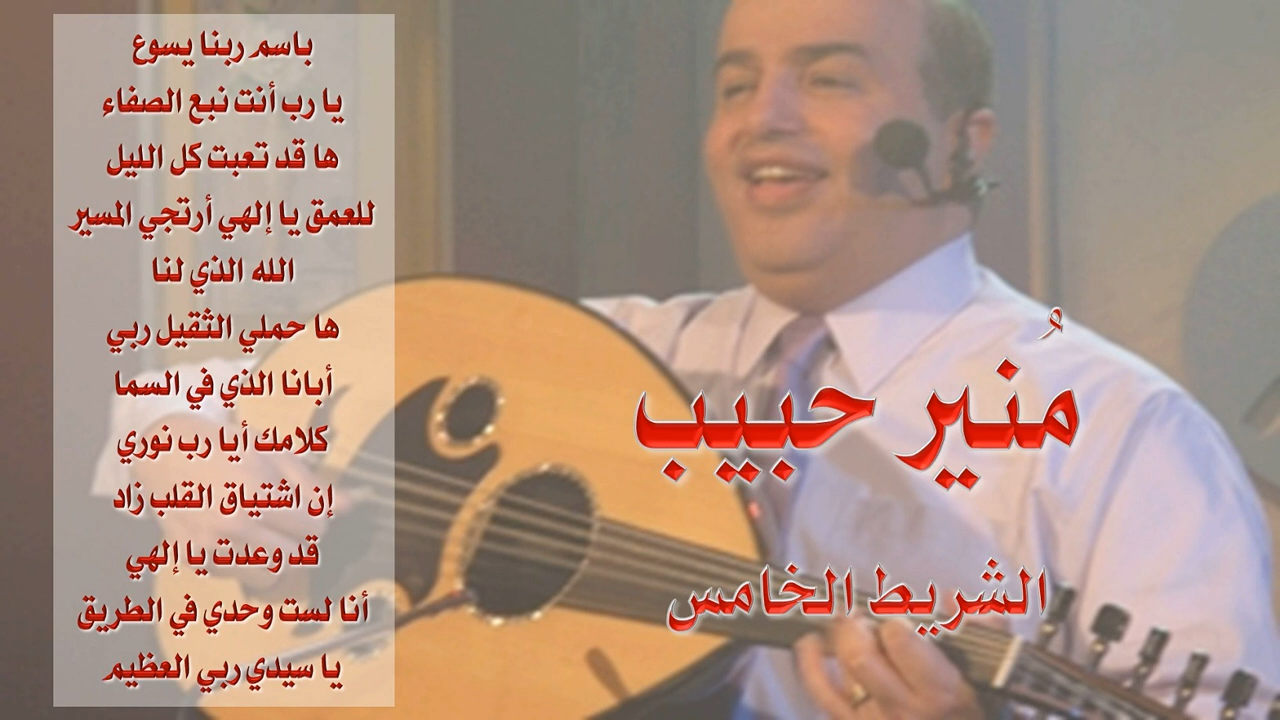 باسم ربنا يسوع
يا رب أنت نبع الصفاء
ها قد تعبت كل الليل
للعمق يا إلهي أرتجي المسير
الله الذي لنا
ها حملي الثقيل ربي
أبانا الذي في السما
كلامك أيا رب نوري
إن اشتياق القلب زاد
قد وعدت يا إلهي
أنا لست وحدي في الطريق
يا سيدي ربي العظيم
مُنير حبيب
الشريط الخامس